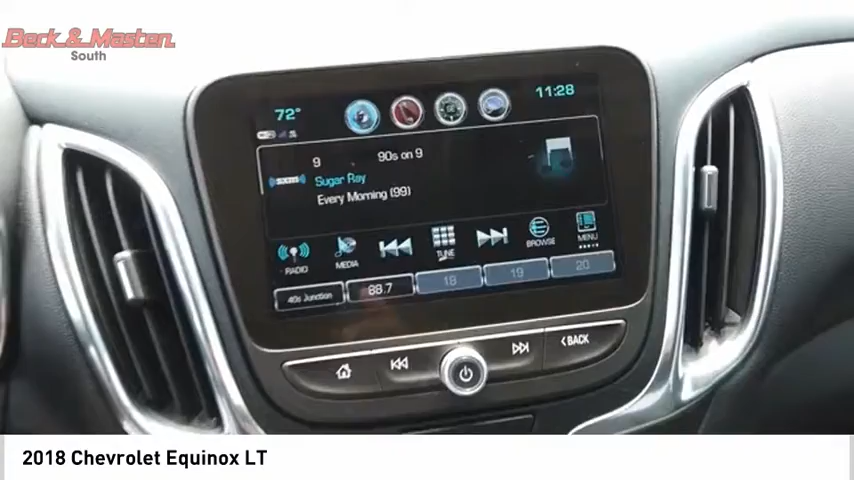 Beck & Masten
South
72°
11:28
9
90s on 9
Sugar Ray
Every Morning (99)
RADIO
MEDIA
TUNE
BROWSE
MENU
40s Junction
88.7
18
19
20
BACK
2018 Chevrolet Equinox LT